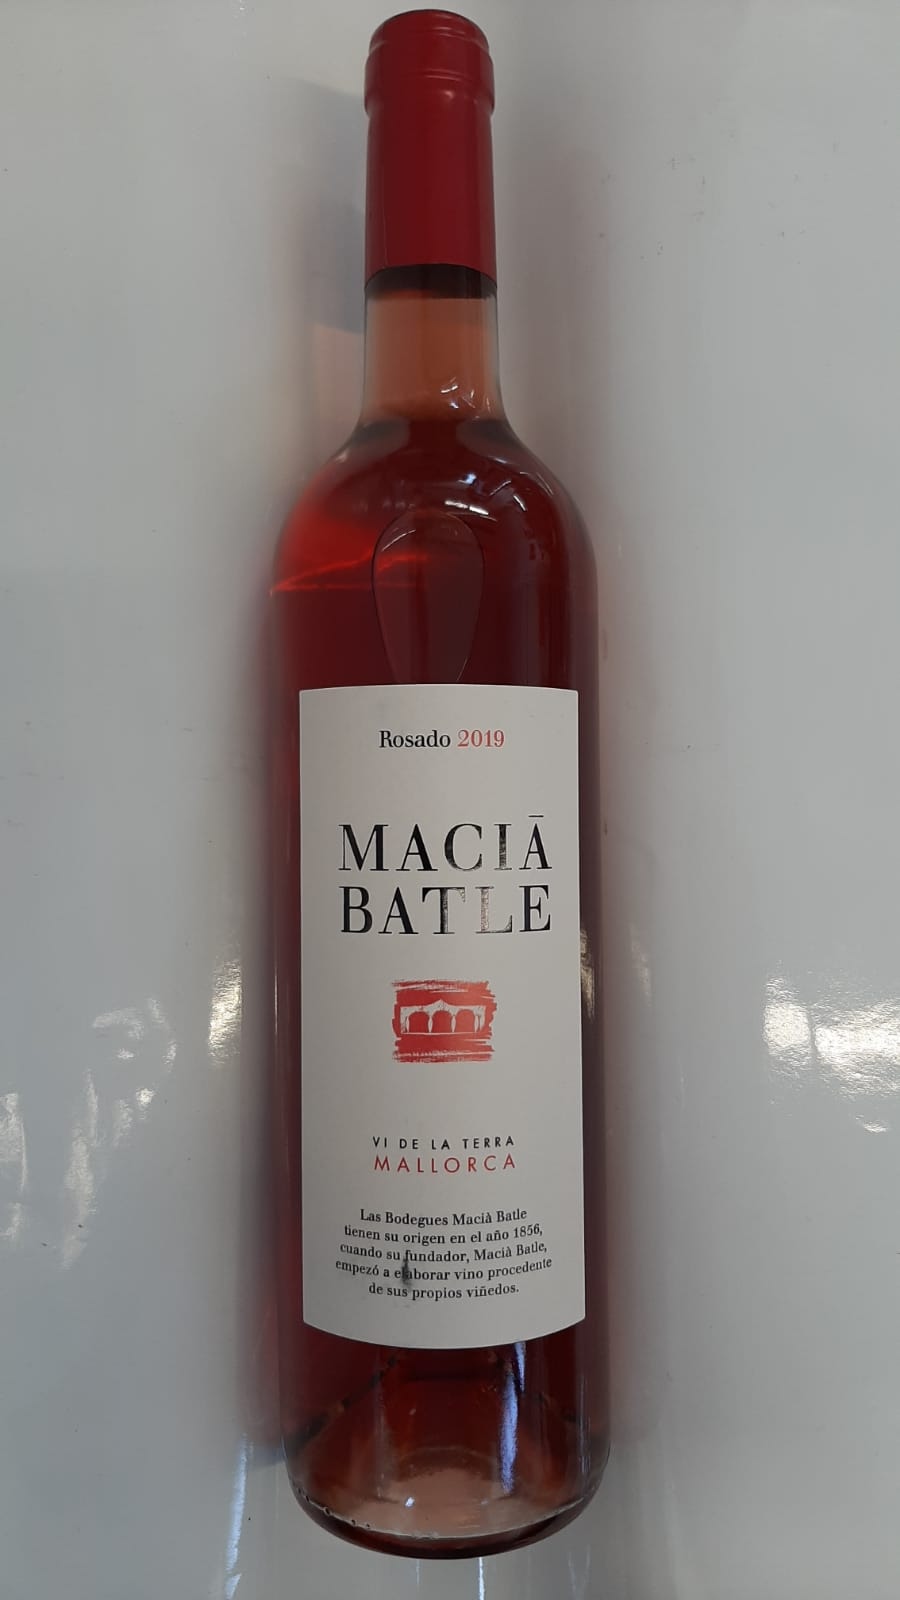 Rosado 2019
MACIÀ
BATLE
VI DE LA TERRA
MALLORCA
Las Bodegues Macià Batle
tienen su origen en el año 1856,
cuando su fundador, Macià Batle,
empezó a elaborar vino procedente
de sus propios viñedos.